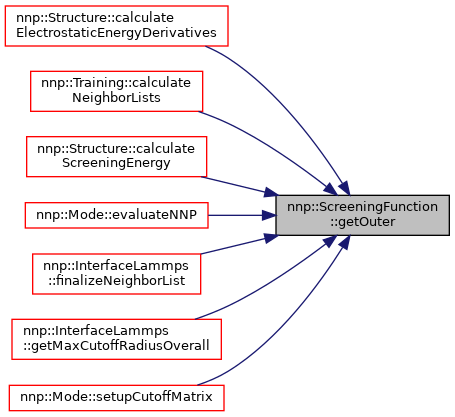 nnp::Structure::calculate
ElectrostaticEnergyDerivatives
nnp::Training::calculate
NeighborLists
nnp::Structure::calculate
ScreeningEnergy
nnp::ScreeningFunction
::getOuter
nnp::Mode::evaluateNNP
nnp::InterfaceLammps
::finalizeNeighborList
nnp::InterfaceLammps
::getMaxCutoffRadiusOverall
nnp::Mode::setupCutoffMatrix